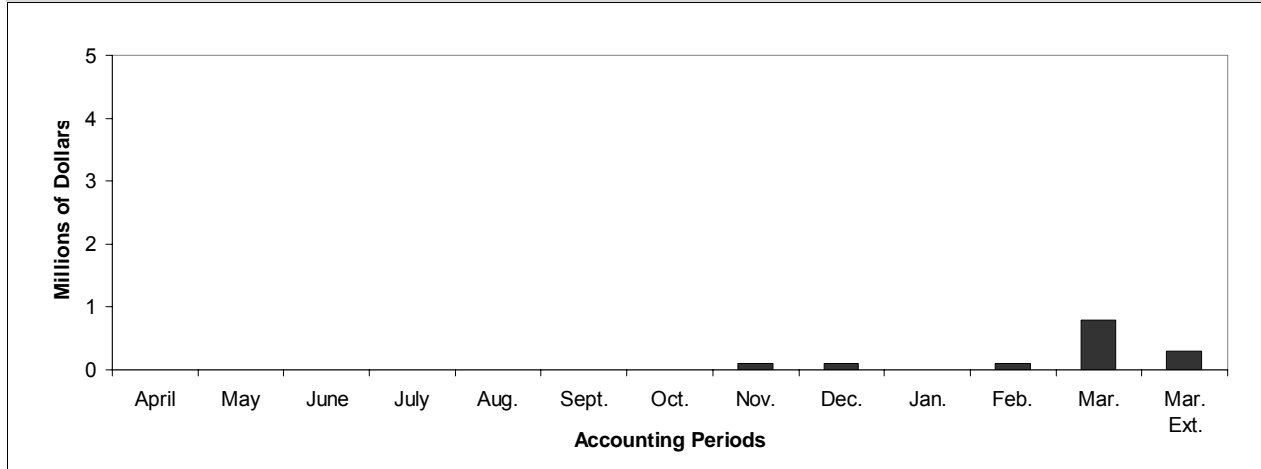 Millions of Dollars
5
4
3
2
1
0
April May June July Aug. Sept. Oct. Nov. Dec. Jan. Feb. Mar. Mar.
Ext.
Accounting Periods